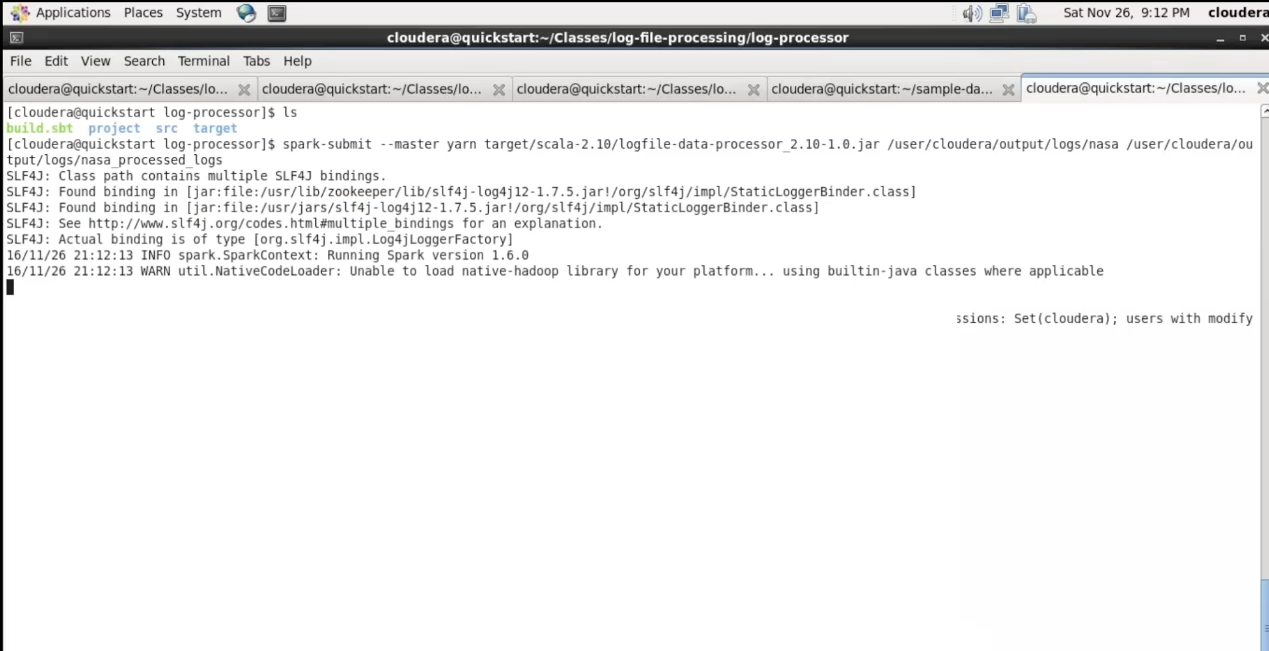 Applications Places System Sat Nov 26, 9:12 PM cloudera
cloudera@quickstart:~/Classes/log-file-processing/log-processor
File Edit View Search Terminal Tabs Help
cloudera@quickstart:~/Classes/lo... cloudera@quickstart:~/Classes/lo... cloudera@quickstart:~/Classes/lo... cloudera@quickstart:~/sample-da... cloudera@quickstart:~/Classes/lo...
[cloudera@quickstart log-processor]$ ls
build.sbt project src target
[cloudera@quickstart log-processor]$ spark-submit --master yarn target/scala-2.10/logfile-data-processor_2.10-1.0.jar /user/cloudera/output/logs/nasa /user/cloudera/ou
tput/logs/nasa_processed_logs
SLF4J: Class path contains multiple SLF4J bindings.
SLF4J: Found binding in [jar:file:/usr/lib/zookeeper/lib/slf4j-log4j12-1.7.5.jar!/org/slf4j/impl/StaticLoggerBinder.class]
SLF4J: Found binding in [jar:file:/usr/jars/slf4j-log4j12-1.7.5.jar!/org/slf4j/impl/StaticLoggerBinder.class]
SLF4J: See http://www.slf4j.org/codes.html#multiple_bindings for an explanation.
SLF4J: Actual binding is of type [org.slf4j.impl.Log4jLoggerFactory]
16/11/26 21:12:13 INFO spark.SparkContext: Running Spark version 1.6.0
16/11/26 21:12:13 WARN util.NativeCodeLoader: Unable to load native-hadoop library for your platform... using builtin-java classes where applicable
ssions: Set(cloudera); users with modify